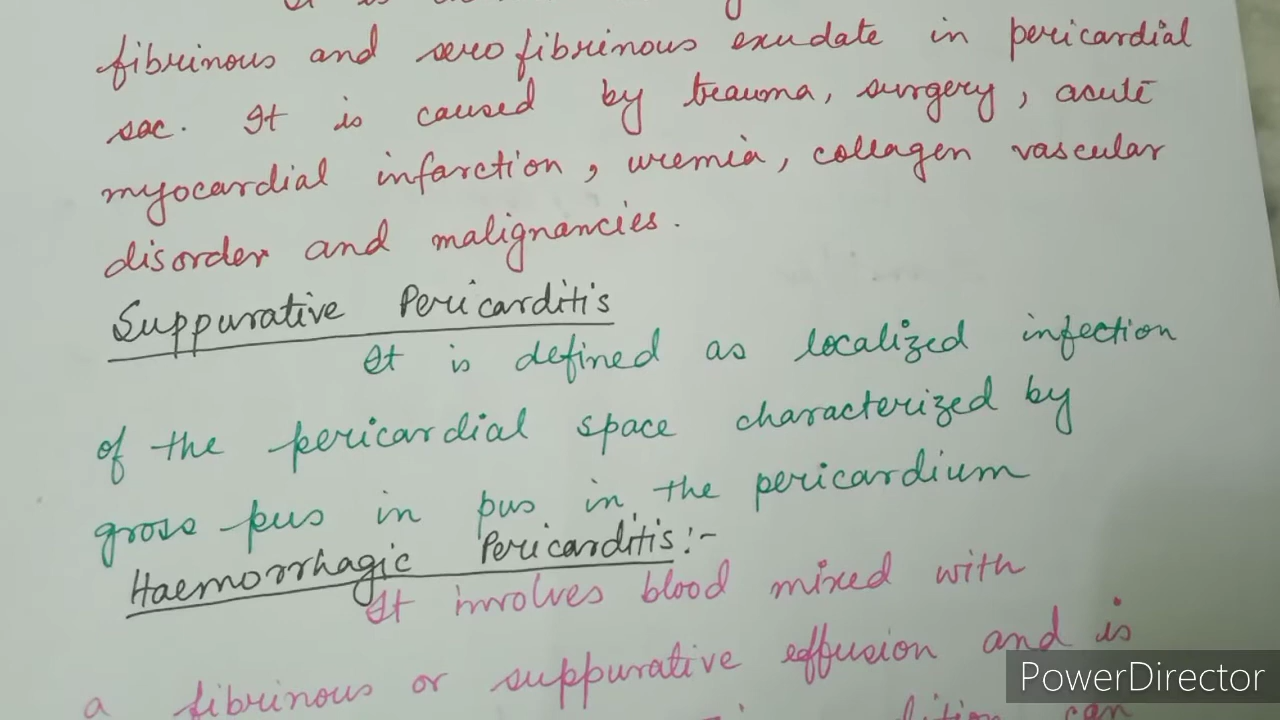 fibrinous and serofibrinous exudate in pericardial
sac. It is caused by trauma, surgery, acute
myocardial infarction, uremia, collagen vascular
disorder and malignancies.
Suppurative Pericarditis
It is defined as localized infection
of the pericardial space characterized by
gross pus in pus in the pericardium
Haemorrhagic Pericarditis:-
It involves blood mixed with
a fibrinous or suppurative effusion and is
can
PowerDirector